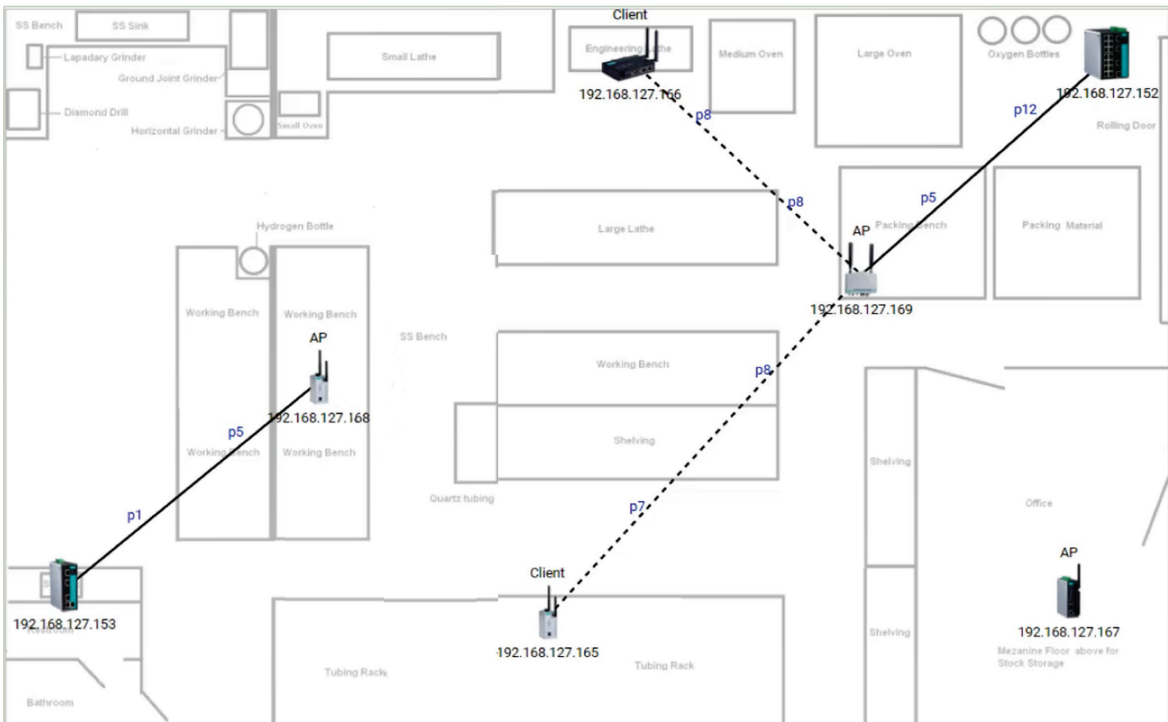 Client
SS Bench
SS Sink
Lapadary Grinder
Ground Joint Grinder
Small Lathe
Engineering Lathe
Medium Oven
Large Oven
Oxygen Bottles
192.168.127.166
192.168.127.152
Diamond Drill
Horizontal Grinder
Small Oven
p8
p12
Rolling Door
p8
p5
Hydrogen Bottle
Large Lathe
Packing Bench
Packing Material
AP
192.168.127.169
Working Bench
Working Bench
SS Bench
AP
Working Bench
p8
192.168.127.168
p5
Working Bench
Working Bench
Shelving
Shelving
Quartz tubing
p7
Office
p1
AP
Client
192.168.127.153
192.168.127.165
192.168.127.167
Shelving
Mezanine Floor above for
Stock Storage
Tubing Rack
Tubing Rack
Bathroom